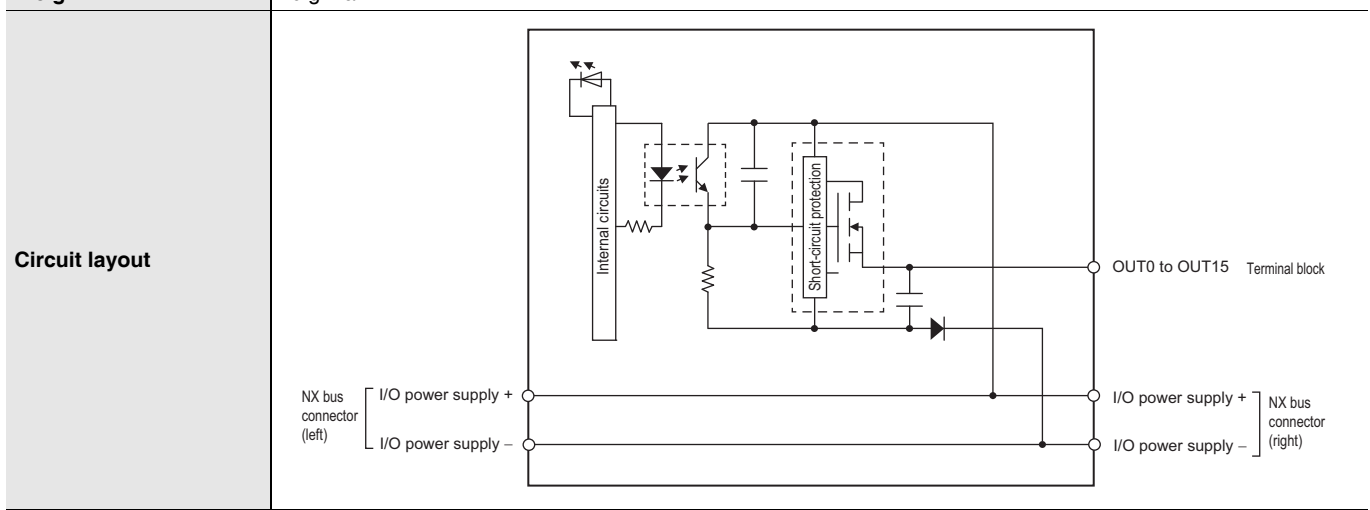 Circuit layout
Internal circuits
Short-circuit protection
OUT0 to OUT15 Terminal block
NX bus
connector
(left)
I/O power supply +
I/O power supply –
I/O power supply +
I/O power supply –
NX bus
connector
(right)